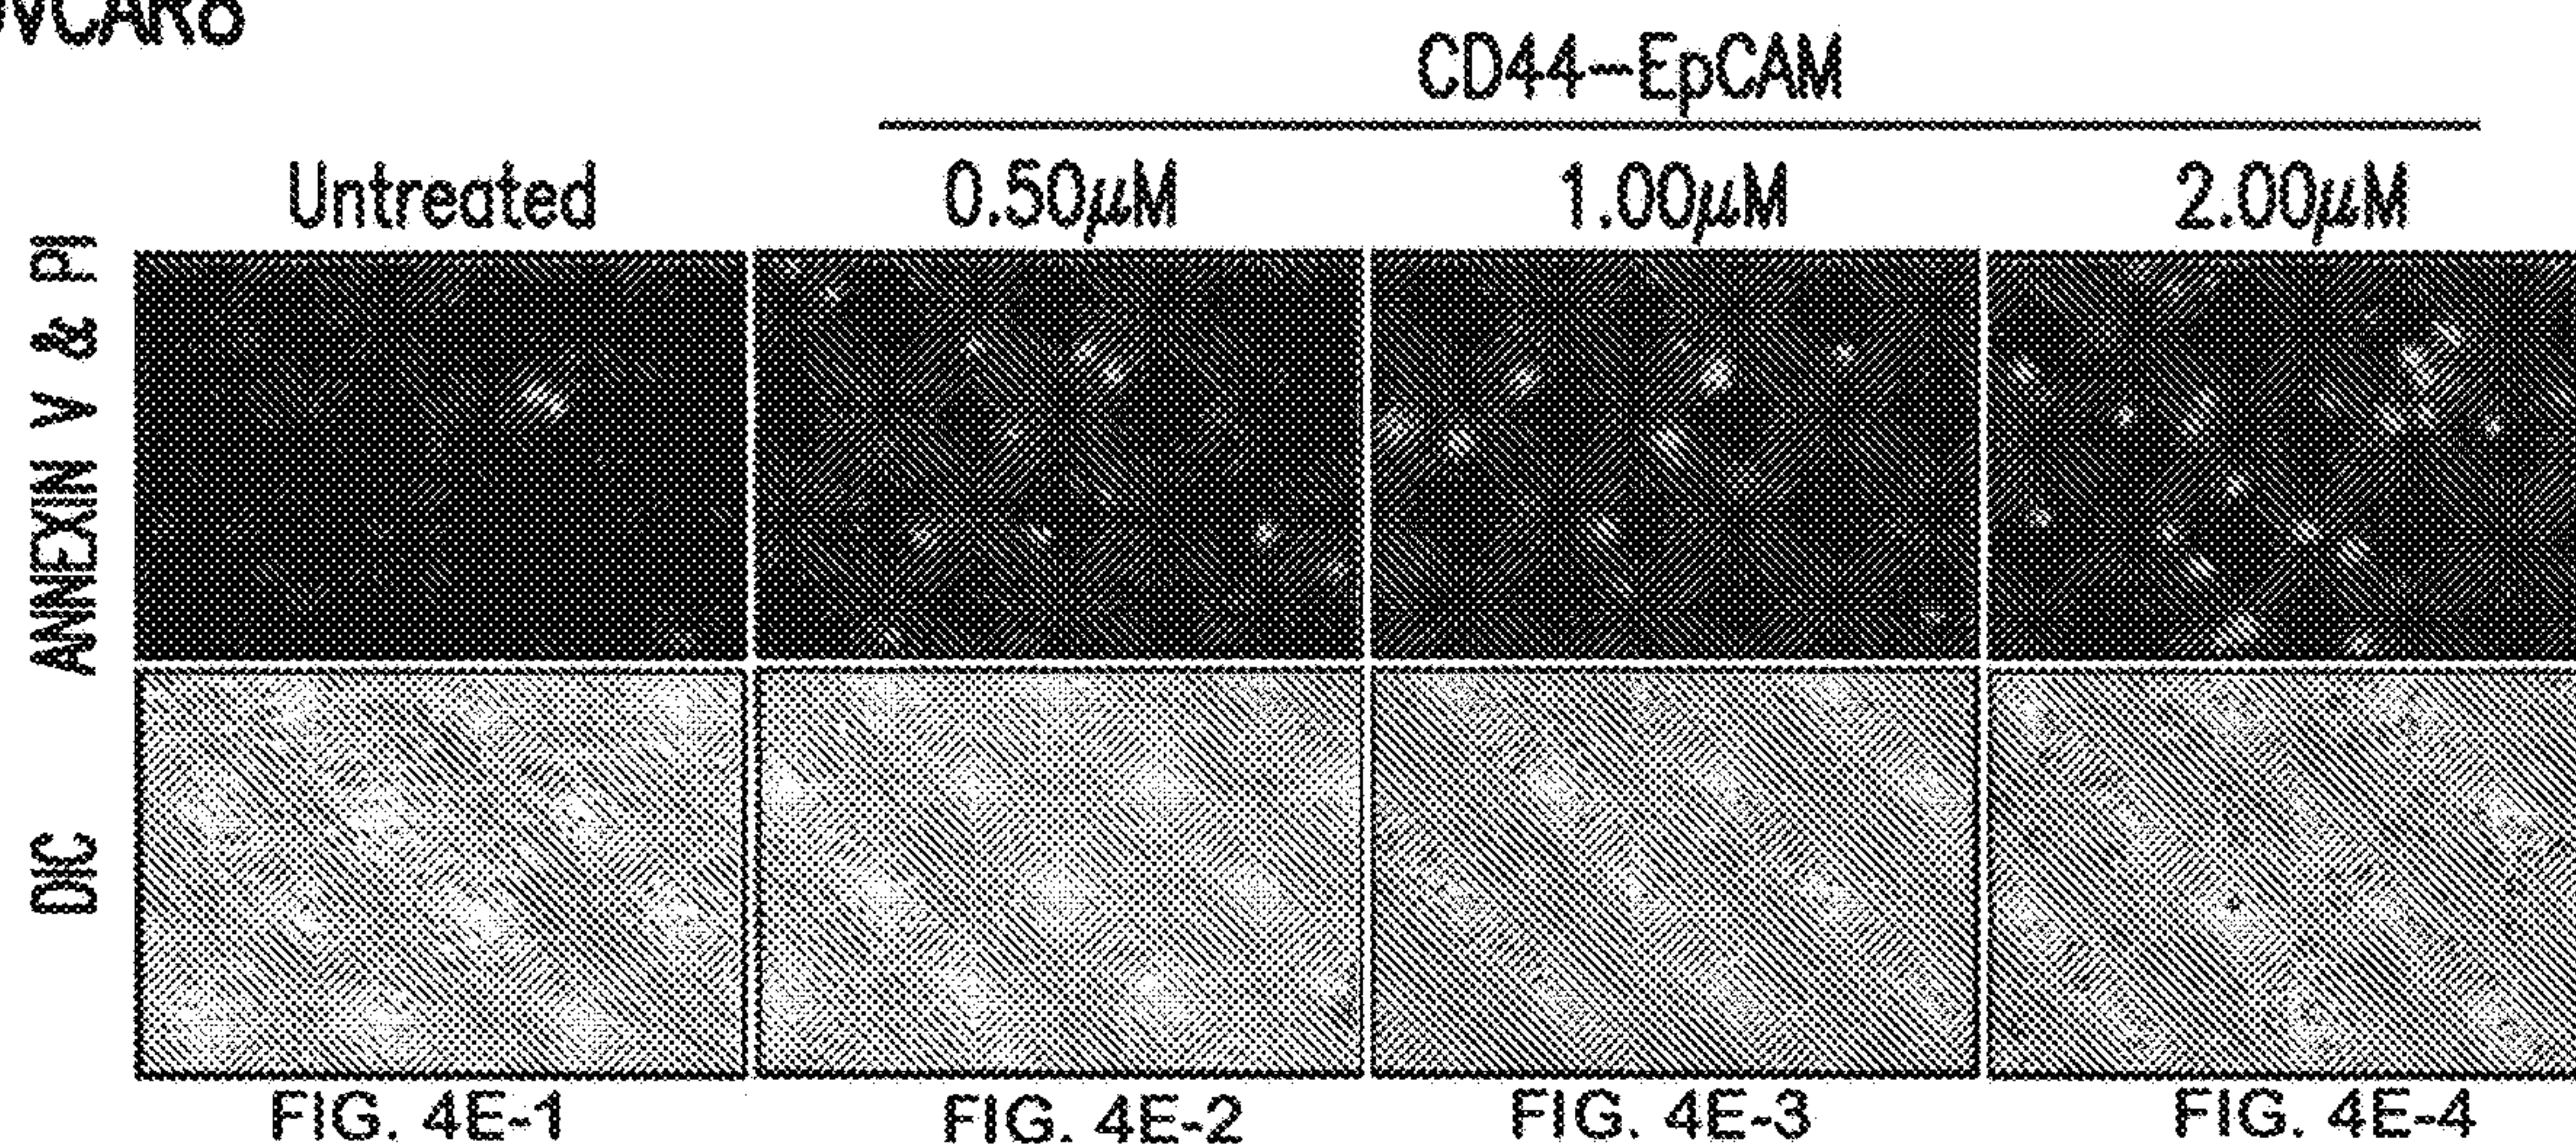 OVCAR8
CD44-EpCAM
Untreated
0.50μM
1.00μM
2.00μM
ANNEXIN V & PI
DIC
FIG. 4E-1
FIG. 4E-2
FIG. 4E-3
FIG. 4E-4